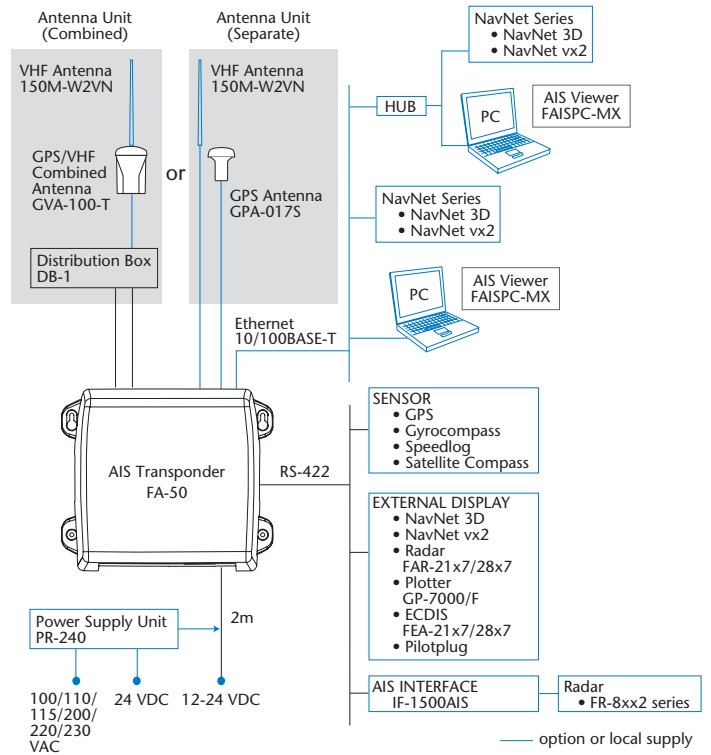 Antenna Unit
(Combined)
Antenna Unit
(Separate)
VHF Antenna
150M-W2VN
GPS/VHF
Combined
Antenna
GVA-100-T
or
VHF Antenna
150M-W2VN
GPS Antenna
GPA-017S
Distribution Box
DB-1
NavNet Series
• NavNet 3D
• NavNet vx2
HUB
PC
AIS Viewer
FAISPC-MX
NavNet Series
• NavNet 3D
• NavNet vx2
PC
AIS Viewer
FAISPC-MX
Ethernet
10/100BASE-T
AIS Transponder
FA-50
RS-422
SENSOR
• GPS
• Gyrocompass
• Speedlog
• Satellite Compass
EXTERNAL DISPLAY
• NavNet 3D
• NavNet vx2
• Radar
FAR-21x7/28x7
• Plotter
GP-7000/F
• ECDIS
FEA-21x7/28x7
• Pilotplug
Power Supply Unit
PR-240
2m
100/110/
115/200/
220/230
VAC
24 VDC
12-24 VDC
AIS INTERFACE
IF-1500AIS
Radar
• FR-8xx2 series
option or local supply